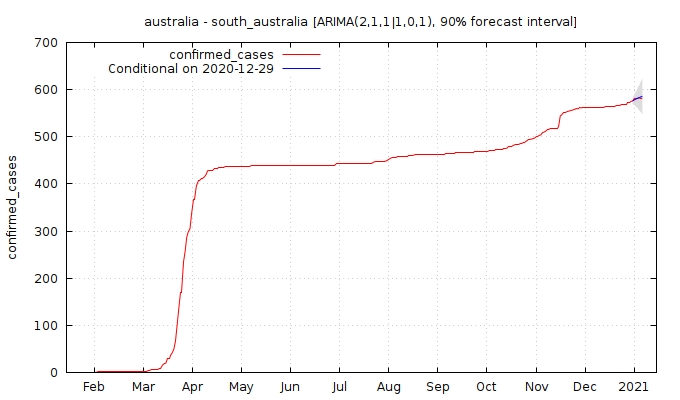 australia - south_australia [ARIMA(2,1,1|1,0,1), 90% forecast interval]
confirmed_cases
Conditional on 2020-12-29
confirmed_cases
700
600
500
400
300
200
100
0
Feb Mar Apr May Jun Jul Aug Sep Oct Nov Dec 2021